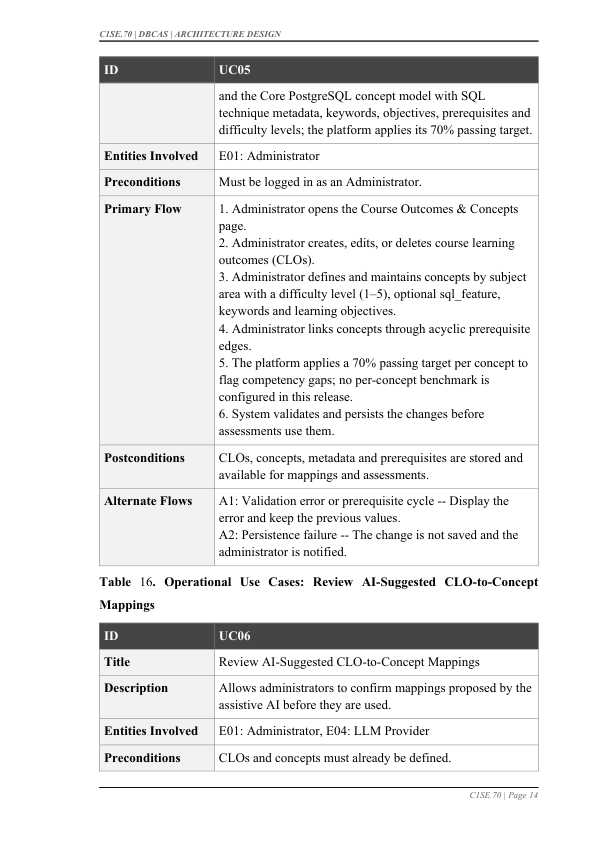 C1SE.70 | DBCAS | ARCHITECTURE DESIGN
ID UC05
and the Core PostgreSQL concept model with SQL
technique metadata, keywords, objectives, prerequisites and
difficulty levels; the platform applies its 70% passing target.
Entities Involved E01: Administrator
Preconditions Must be logged in as an Administrator.
Primary Flow 1. Administrator opens the Course Outcomes & Concepts
page.
2. Administrator creates, edits, or deletes course learning
outcomes (CLOs).
3. Administrator defines and maintains concepts by subject
area with a difficulty level (1–5), optional sql_feature,
keywords and learning objectives.
4. Administrator links concepts through acyclic prerequisite
edges.
5. The platform applies a 70% passing target per concept to
flag competency gaps; no per-concept benchmark is
configured in this release.
6. System validates and persists the changes before
assessments use them.
Postconditions CLOs, concepts, metadata and prerequisites are stored and
available for mappings and assessments.
Alternate Flows A1: Validation error or prerequisite cycle -- Display the
error and keep the previous values.
A2: Persistence failure -- The change is not saved and the
administrator is notified.
Table 16. Operational Use Cases: Review AI-Suggested CLO-to-Concept
Mappings
ID UC06
Title Review AI-Suggested CLO-to-Concept Mappings
Description Allows administrators to confirm mappings proposed by the
assistive AI before they are used.
Entities Involved E01: Administrator, E04: LLM Provider
Preconditions CLOs and concepts must already be defined.
C1SE.70 | Page 14